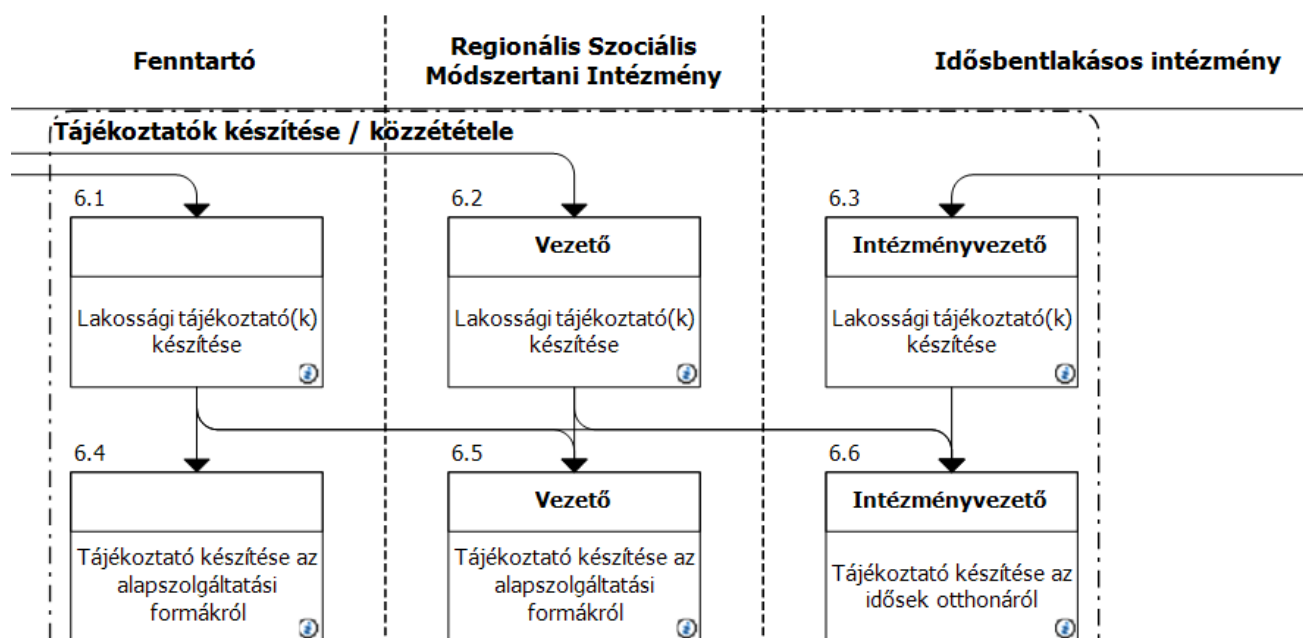 Fenntartó
Regionális Szociális
Módszertani Intézmény
Idősbentlakásos intézmény
Tájékoztatók készítése / közzététele
6.1
6.2
6.3
Vezető
Intézményvezető
Lakossági tájékoztató(k)
készítése
Lakossági tájékoztató(k)
készítése
Lakossági tájékoztató(k)
készítése
6.4
6.5
6.6
Vezető
Intézményvezető
Tájékoztató készítése az
alapszolgáltatási
formákról
Tájékoztató készítése az
alapszolgáltatási
formákról
Tájékoztató készítése az
idősek otthonáról